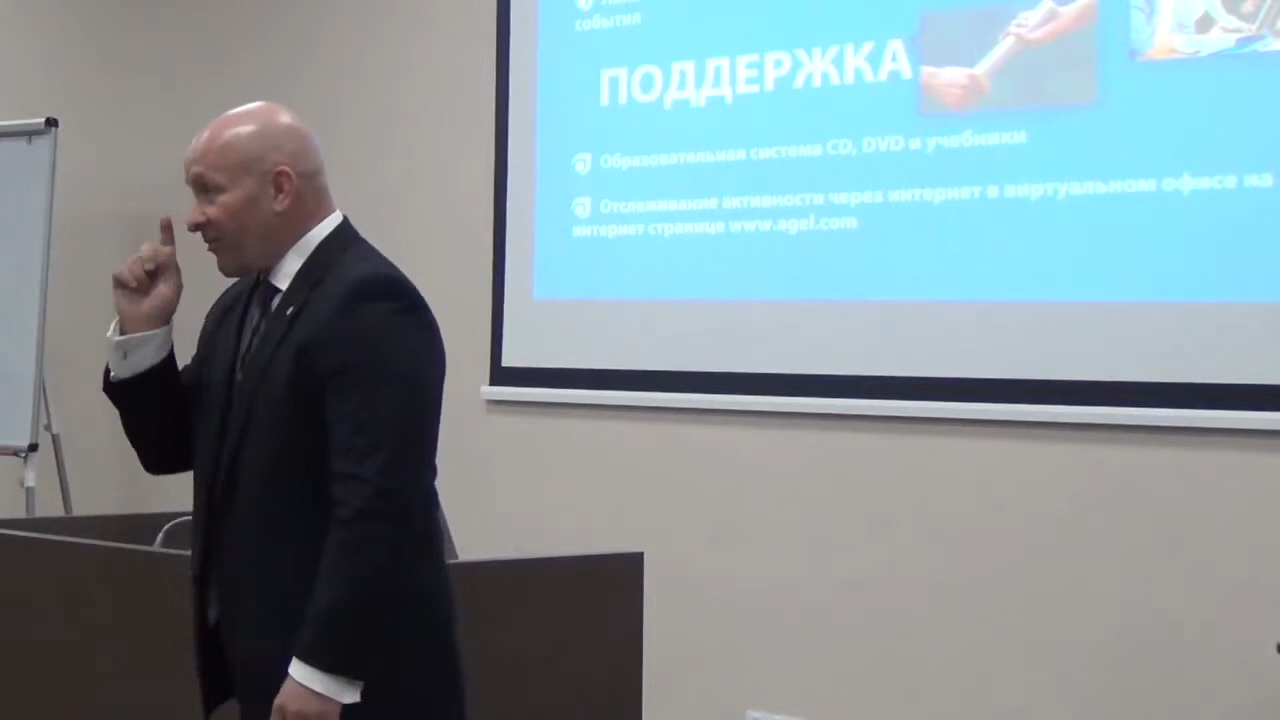 события
ПОДДЕРЖКА
Образовательная система CD, DVD и учебники
Отслеживание активности через интернет в виртуальном офисе на
интернет странице www.agel.com